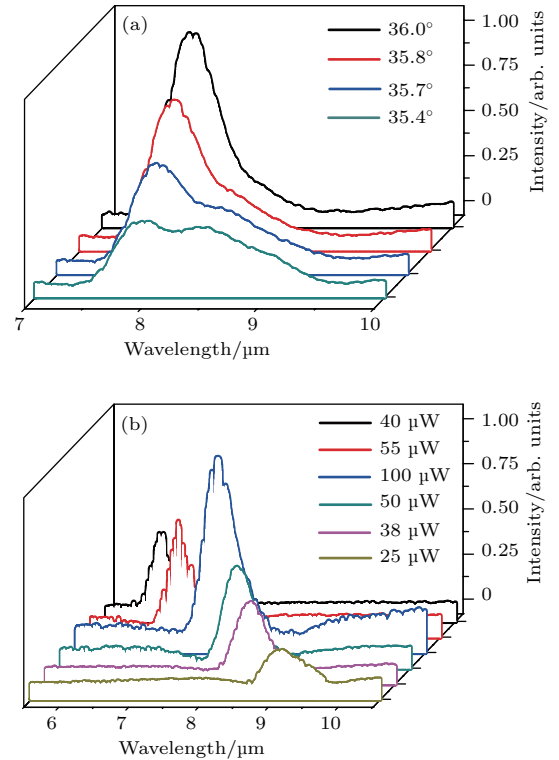 (a)
36.0°
35.8°
35.7°
35.4°
1.00
0.75
0.50
0.25
0
Intensity/arb. units
7
8
9
10
Wavelength/µm
(b)
40 µW
55 µW
100 µW
50 µW
38 µW
25 µW
1.00
0.75
0.50
0.25
0
Intensity/arb. units
6
7
8
9
10
Wavelength/µm